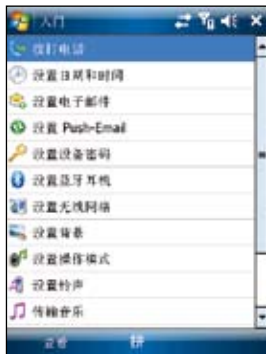 入门
拨打电话
设置日期和时间
设置电子邮件
设置 Push-Email
设置设备密码
设置蓝牙耳机
设置无线网络
设置背景
设置操作模式
设置铃声
传输音乐
拼